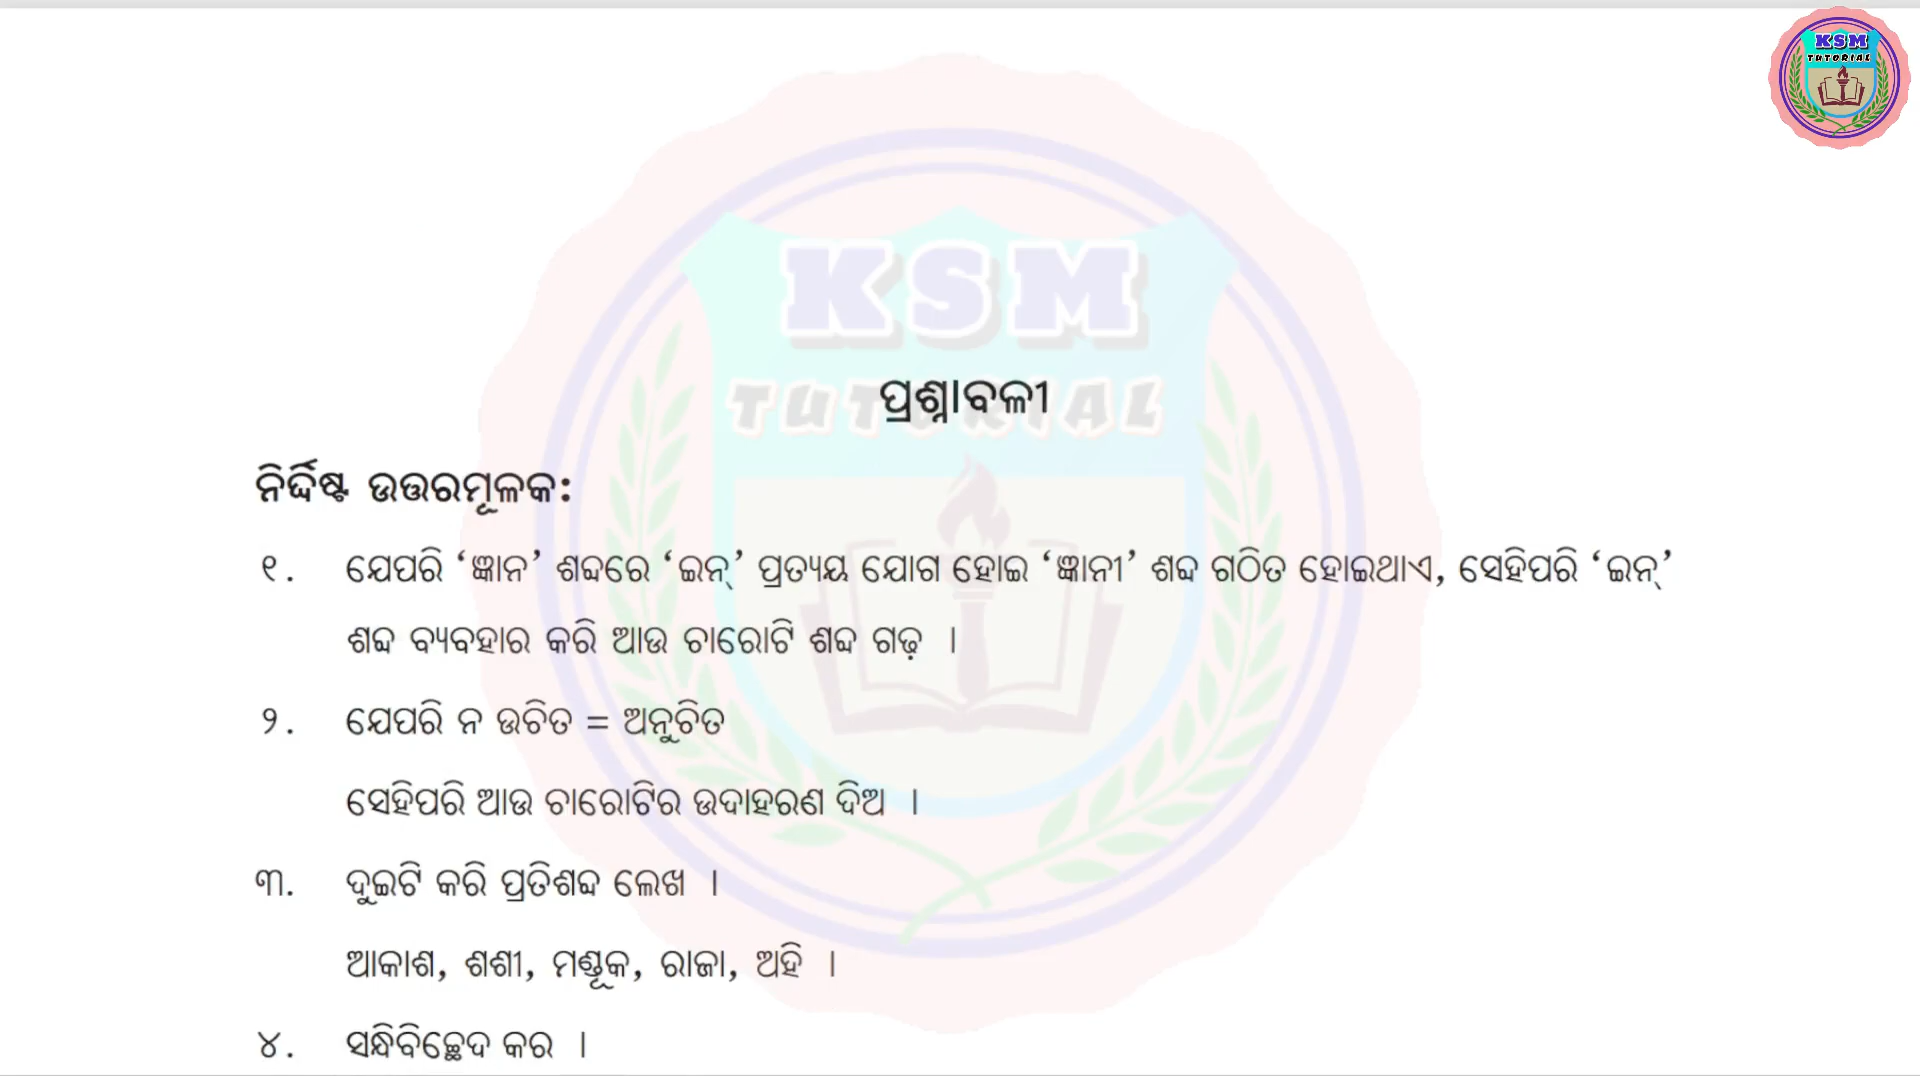 KSM
TUTORIAL
KSM
TUTORIAL
ପ୍ରଶ୍ନାବଳୀ
ନିର୍ଦ୍ଦିଷ୍ଟ ଉତ୍ତରମୂଳକ:
୧. ଯେପରି ‘ଜ୍ଞାନ’ ଶବ୍ଦରେ ‘ଇନ୍’ ପ୍ରତ୍ୟୟ ଯୋଗ ହୋଇ ‘ଜ୍ଞାନୀ’ ଶବ୍ଦ ଗଠିତ ହୋଇଥାଏ, ସେହିପରି ‘ଇନ୍’
ଶବ୍ଦ ବ୍ୟବହାର କରି ଆଉ ଚାରୋଟି ଶବ୍ଦ ଗଢ଼ ।
୨. ଯେପରି ନ ଉଚିତ = ଅନୁଚିତ
ସେହିପରି ଆଉ ଚାରୋଟିର ଉଦାହରଣ ଦିଅ ।
୩. ଦୁଇଟି କରି ପ୍ରତିଶବ୍ଦ ଲେଖ ।
ଆକାଶ, ଶଶୀ, ମଣ୍ଡୂକ, ରାଜା, ଅହି ।
୪. ସନ୍ଧିବିଚ୍ଛେଦ କର ।